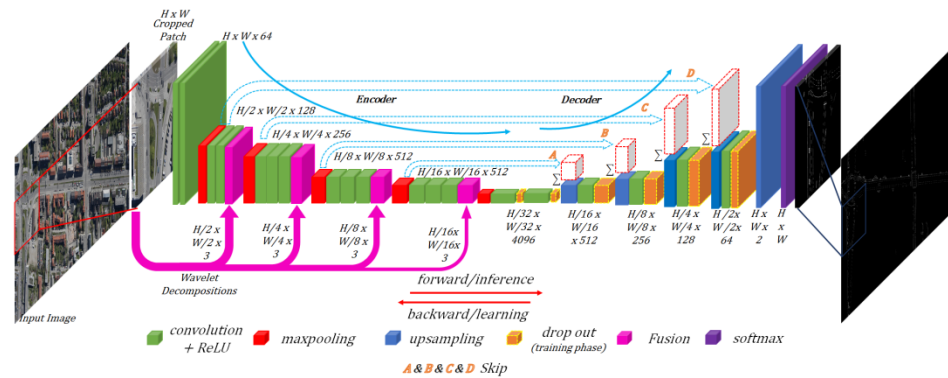 H x W
Cropped
Patch
H x W x 64
H/2 x W/2 x 128
Encoder
Decoder
H/4 x W/4 x 256
H/8 x W/8 x 512
H/16 x W/16 x 512
A
B
C
D
Σ
Σ
Σ
Σ
H/2 x
W/2 x
3
H/4 x
W/4 x
3
H/8 x
W/8 x
3
H/16x
W/16x
3
H/32 x
W/32 x
4096
H/16 x
W/16
x 512
H/8 x
W/8 x
256
H/4 x
W/4 x
128
H /2x
W /2x
64
H x
W x
2
H x
W
Wavelet
Decompositions
Input Image
forward/inference
backward/learning
convolution
+ ReLU
maxpooling
upsampling
drop out
(training phase)
Fusion
softmax
A & B & C & D Skip